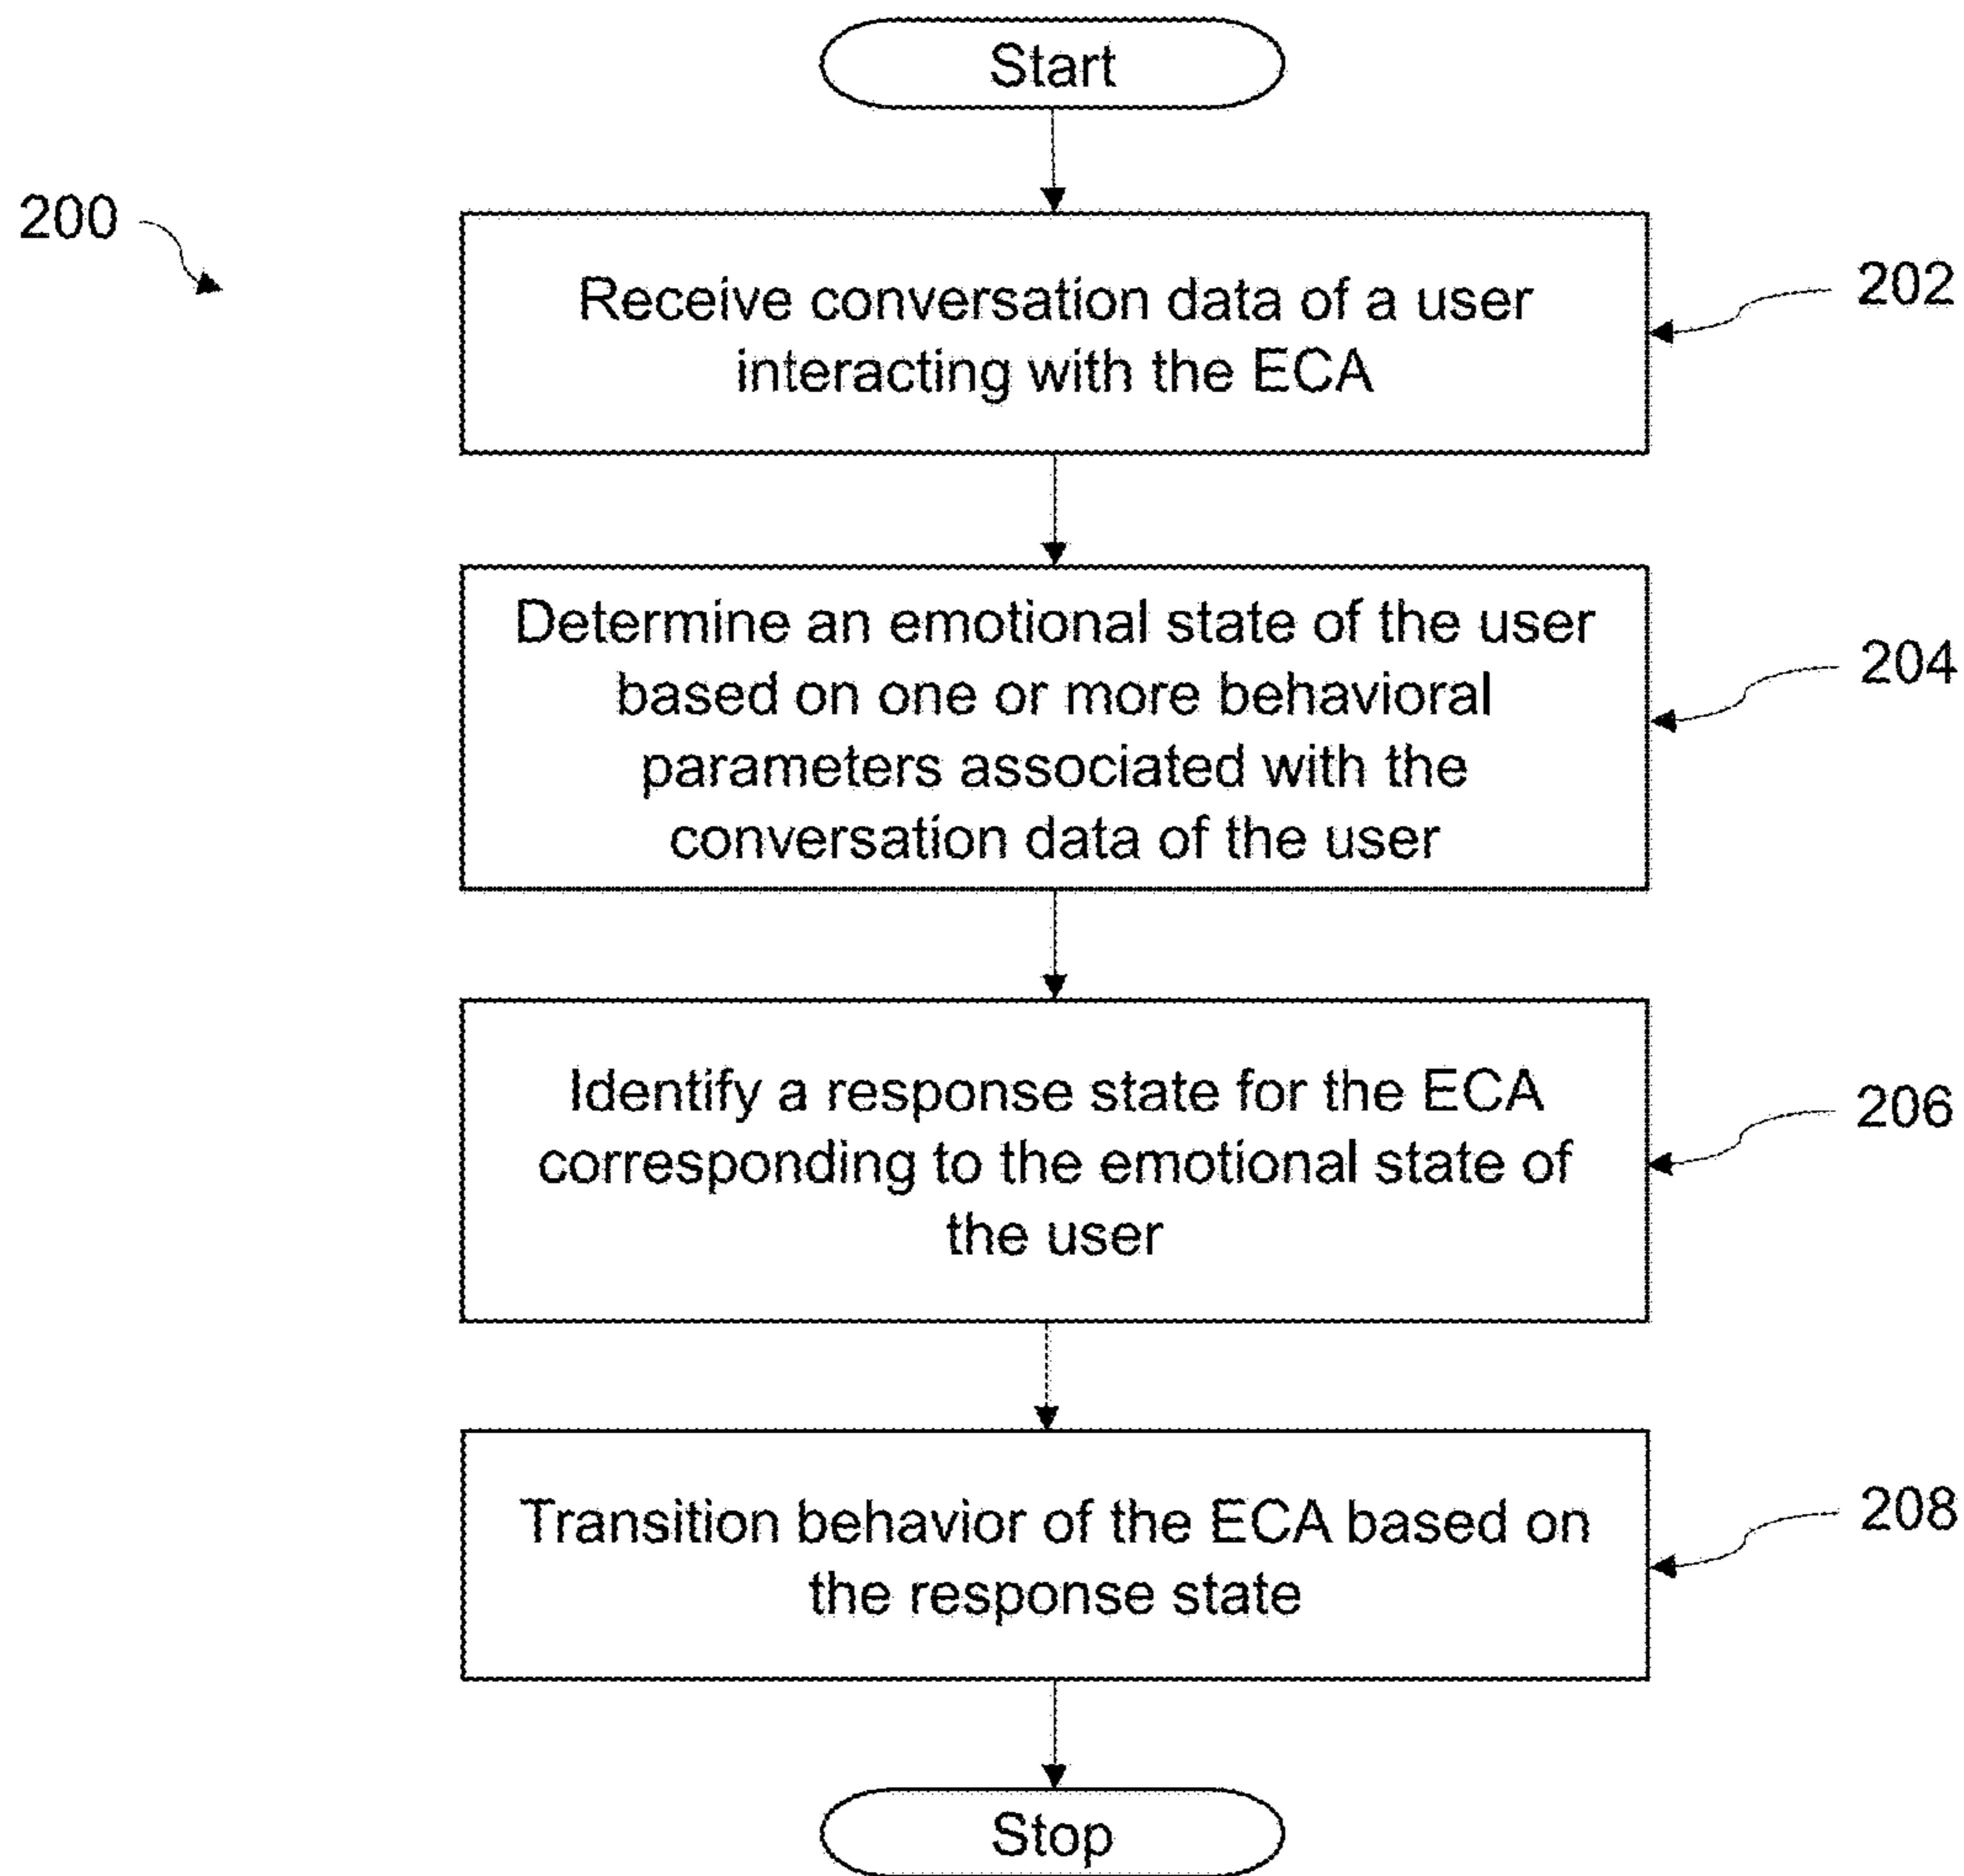 Start
200
Receive conversation data of a user
interacting with the ECA
202
Determine an emotional state of the user
based on one or more behavioral
parameters associated with the
conversation data of the user
204
Identify a response state for the ECA
corresponding to the emotional state of
the user
206
Transition behavior of the ECA based on
the response state
208
Stop